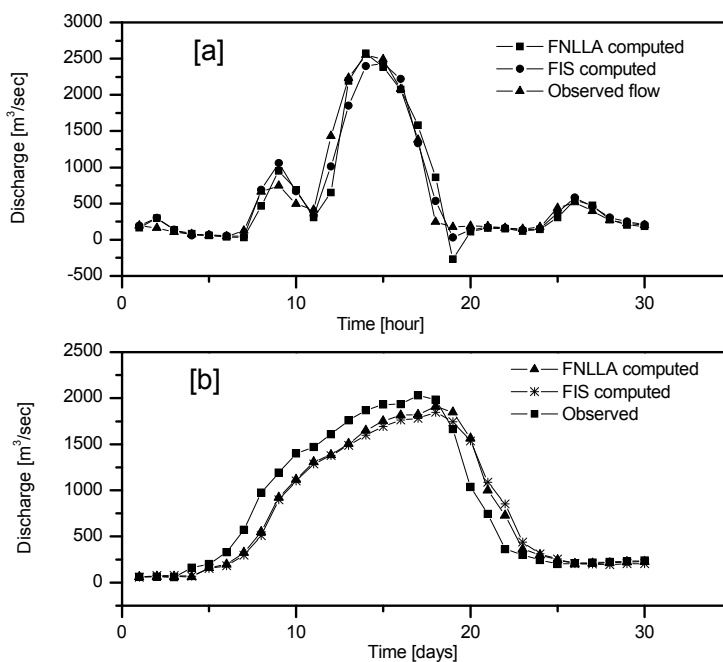 [a]
FNLLA computed
FIS computed
Observed flow
Discharge [m³/sec]
3000
2500
2000
1500
1000
500
0
-500
0 10 20 30
Time [hour]
[b]
FNLLA computed
FIS computed
Observed
Discharge [m³/sec]
2500
2000
1500
1000
500
0
0 10 20 30
Time [days]